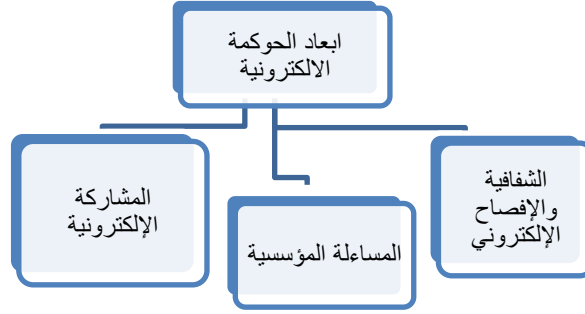 ابعاد الحوكمة
الالكترونية
الشفافية
والإفصاح
الإلكتروني
المساءلة المؤسسية
المشاركة
الإلكترونية